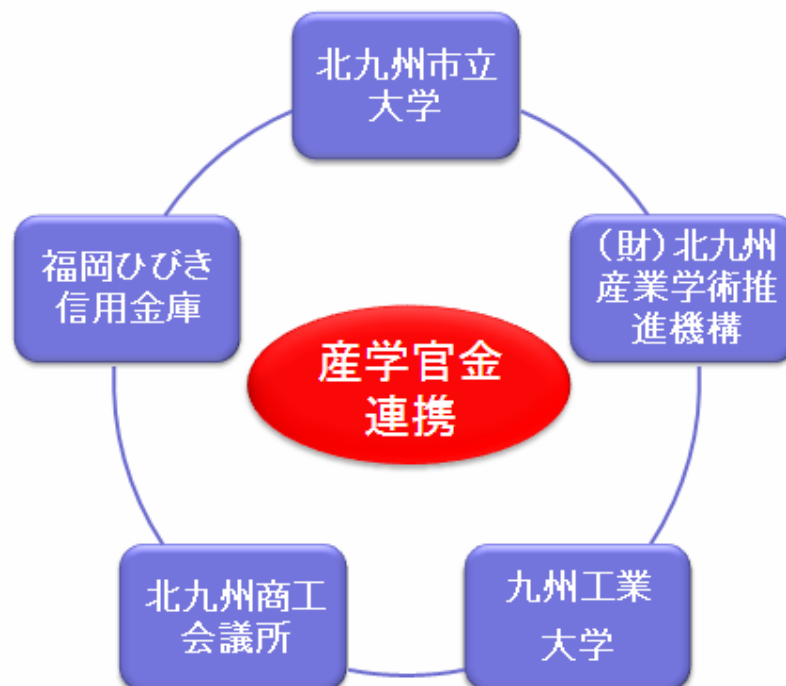 北九州市立
大学
福岡ひびき
信用金庫
（財）北九州
産業学術推
進機構
産学官金
連携
北九州商工
会議所
九州工業
大学